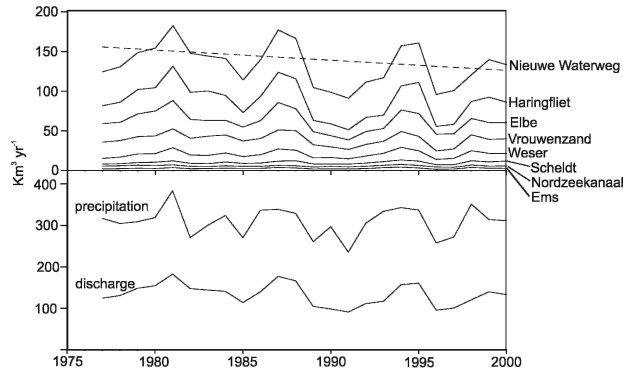 200
150
100
50
0
Km³ yr⁻¹
Nieuwe Waterweg
Haringfliet
Elbe
Vrouwenzand
Weser
Scheldt
Nordzeekanaal
Ems
400
300
200
100
precipitation
discharge
1975
1980
1985
1990
1995
2000